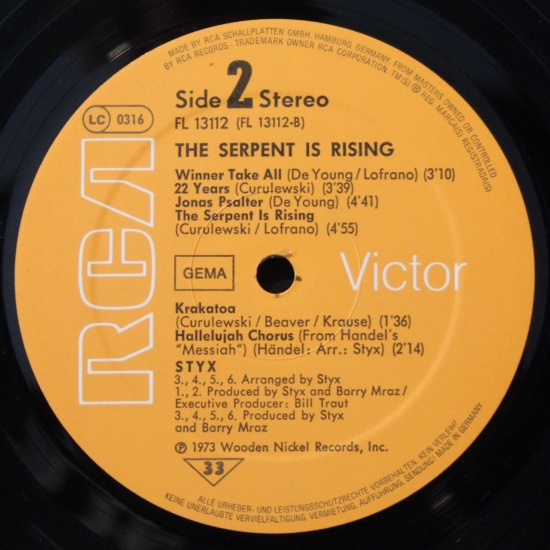 MADE BY RCA SCHALLPLATTEN GMBH, HAMBURG, GERMANY, FROM MASTERS OWNED OR CONTROLLED
BY RCA RECORDS · TRADEMARK OWNER RCA CORPORATION, TM(S) ® REG. MARCA(S) REGISTRADA(S)
Side 2 Stereo
FL 13112 (FL 13112-B)
LC 0316
THE SERPENT IS RISING
Winner Take All (De Young/Lofrano) (3'10)
22 Years (Curulewski) (3'39)
Jonas Psalter (De Young) (4'41)
The Serpent Is Rising
(Curulewski/Lofrano) (4'55)
GEMA
RCA Victor
Krakatoa
(Curulewski/Beaver/Krause) (1'36)
Hallelujah Chorus (From Handel's
"Messiah") (Händel: Arr.: Styx) (2'14)
STYX
3., 4., 5., 6. Arranged by Styx
1., 2. Produced by Styx and Barry Mraz/
Executive Producer: Bill Traut
3., 4., 5., 6. Produced by Styx
and Barry Mraz
℗ 1973 Wooden Nickel Records, Inc.
33
ALLE URHEBER- UND LEISTUNGSSCHUTZRECHTE VORBEHALTEN. KEIN VERLEIH!
KEINE UNERLAUBTE VERVIELFÄLTIGUNG, VERMIETUNG, AUFFÜHRUNG, SENDUNG! MADE IN GERMANY